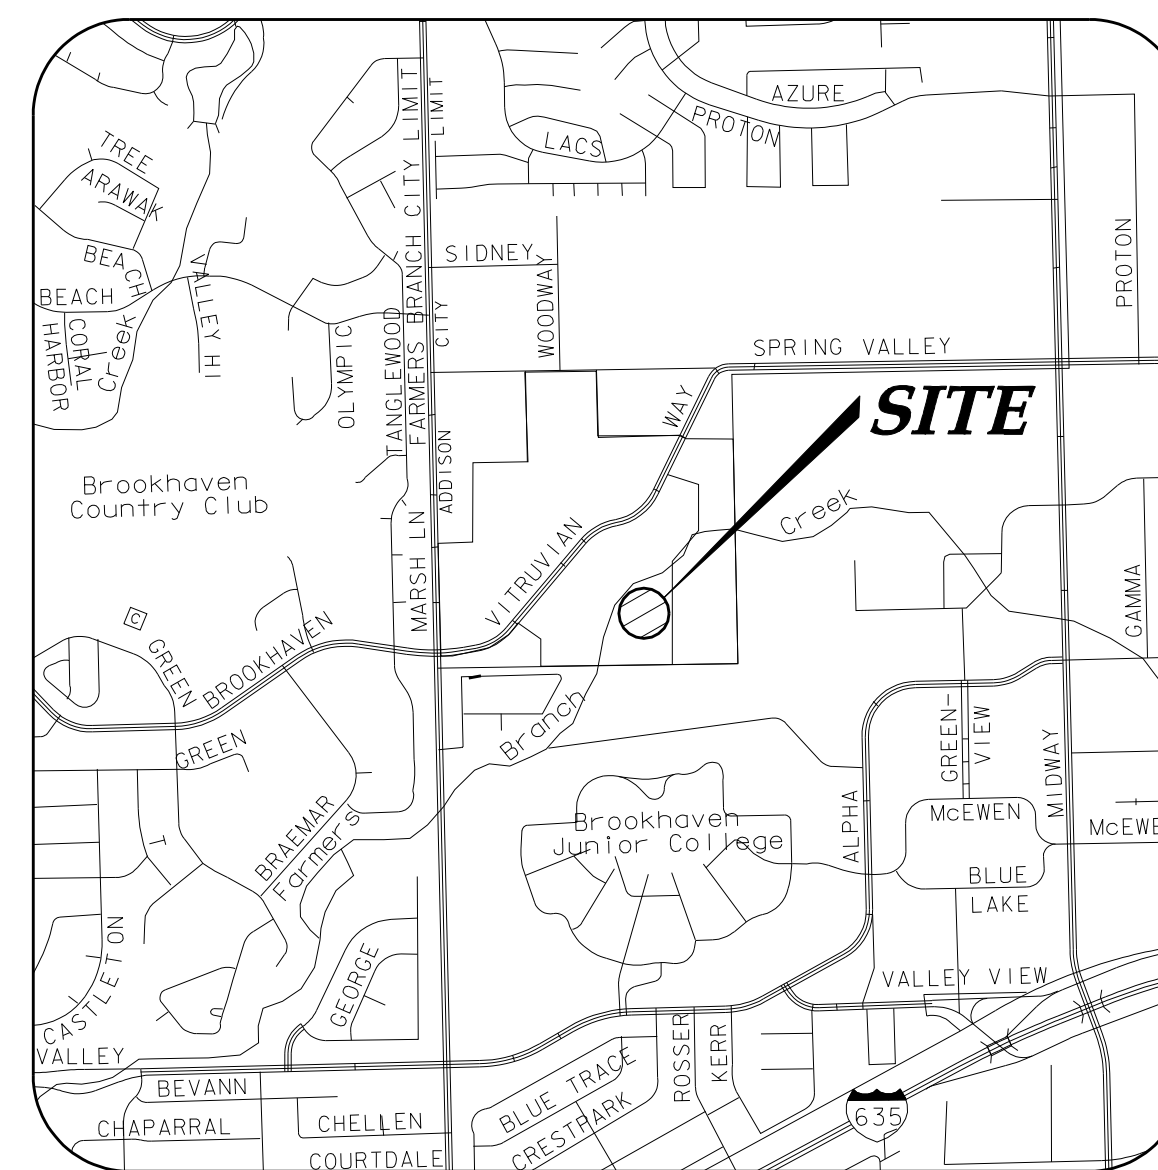 LIMIT
LIMIT
AZURE
PROTON
LACS
TREE
ARAWAK
BEACH
BEACH
VALLEY HI
CORAL
HARBOR
Creek
FARMERS BRANCH CITY
SIDNEY
WOODWAY
CITY
PROTON
OLYMPIC
TANGLEWOOD
SPRING VALLEY
WAY
SITE
ADDISON
Brookhaven
Country Club
MARSH LN
VITRUVIAN
Creek
GAMMA
C
GREEN
BROOKHAVEN
GREEN
Branch
GREEN-
VIEW
MIDWAY
BRAEMAR
Farmers
Brookhaven
Junior College
ALPHA
McEWEN
McEWE
BLUE
LAKE
T
CASTLETON
GEORGE
VALLEY VIEW
VALLEY
BEVANN
BLUE TRACE
ROSSER
KERR
CHAPARRAL
CHELLEN
CRESTPARK
COURTDALE
635